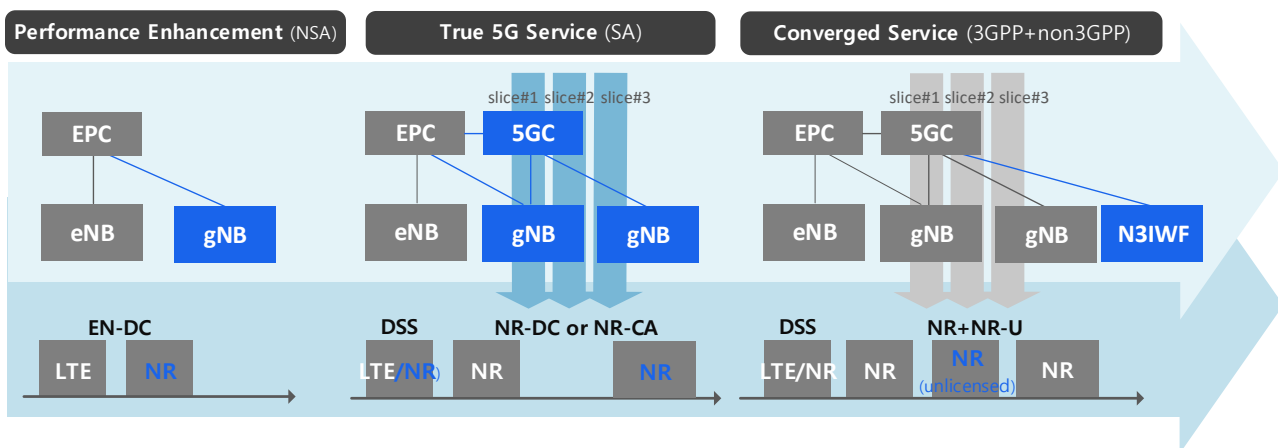 Performance Enhancement (NSA)
True 5G Service (SA)
Converged Service (3GPP+non3GPP)
EPC
eNB
gNB
EN-DC
LTE
NR
slice#1 slice#2 slice#3
EPC
5GC
eNB
gNB
gNB
DSS
NR-DC or NR-CA
LTE/NR)
NR
NR
slice#1 slice#2 slice#3
EPC
5GC
eNB
gNB
gNB
N3IWF
DSS
NR+NR-U
LTE/NR
NR
NR
(unlicensed)
NR